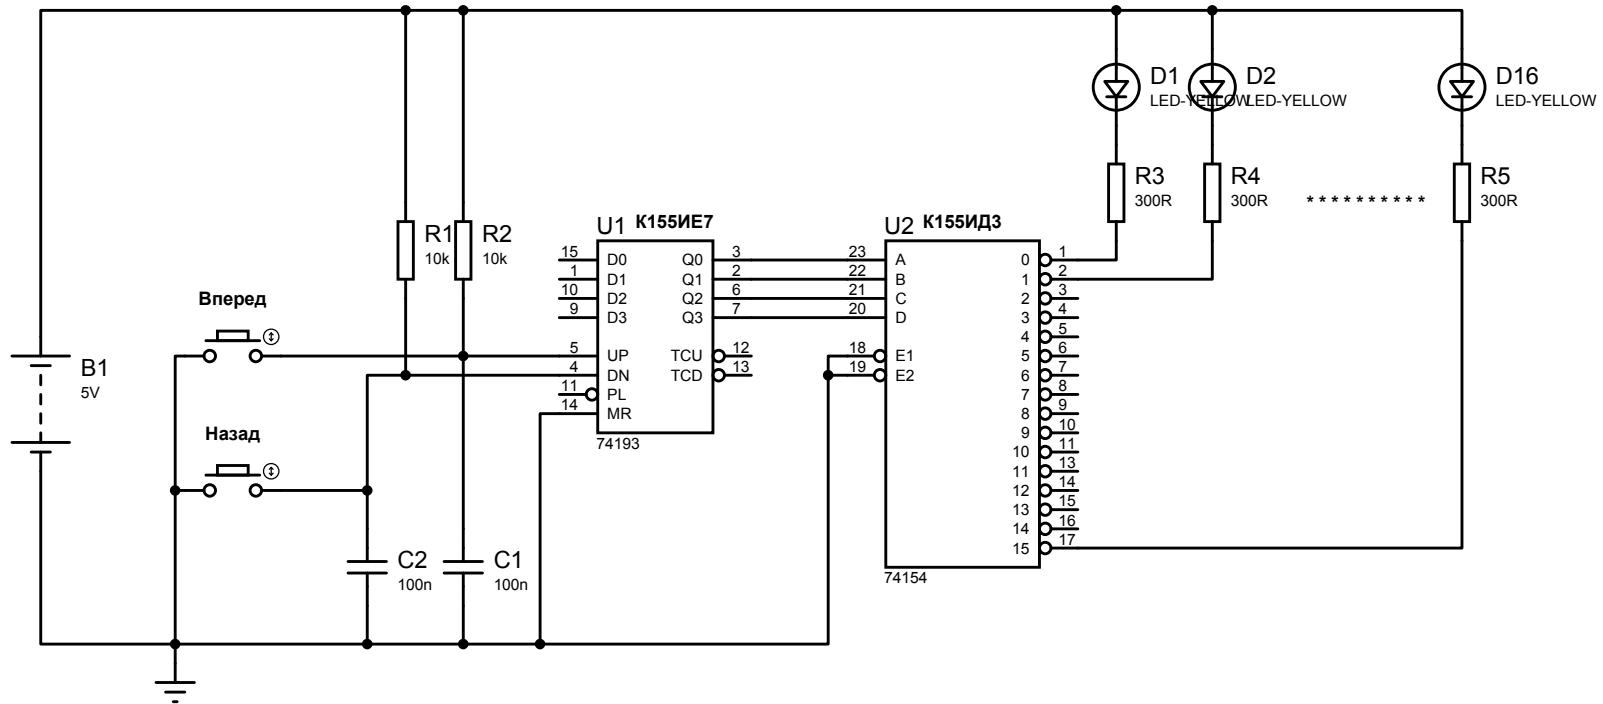 D1
LED-YELLOW
D2
LED-YELLOW
D16
LED-YELLOW
R3
300R
R4
300R
**********
R5
300R
R1
10k
R2
10k
U1 К155ИЕ7
15 D0 Q0 3
1 D1 Q1 2
10 D2 Q2 6
9 D3 Q3 7
5 UP TCU 12
4 DN TCD 13
11 PL
14 MR
74193
U2 К155ИД3
23 A 0 1
22 B 1 2
21 C 2 3
20 D 3 4
4 5
18 E1 5 6
19 E2 6 7
7 8
8 9
9 10
10 11
11 13
12 14
13 15
14 16
15 17
74154
Вперед
B1
5V
Назад
C2
100n
C1
100n